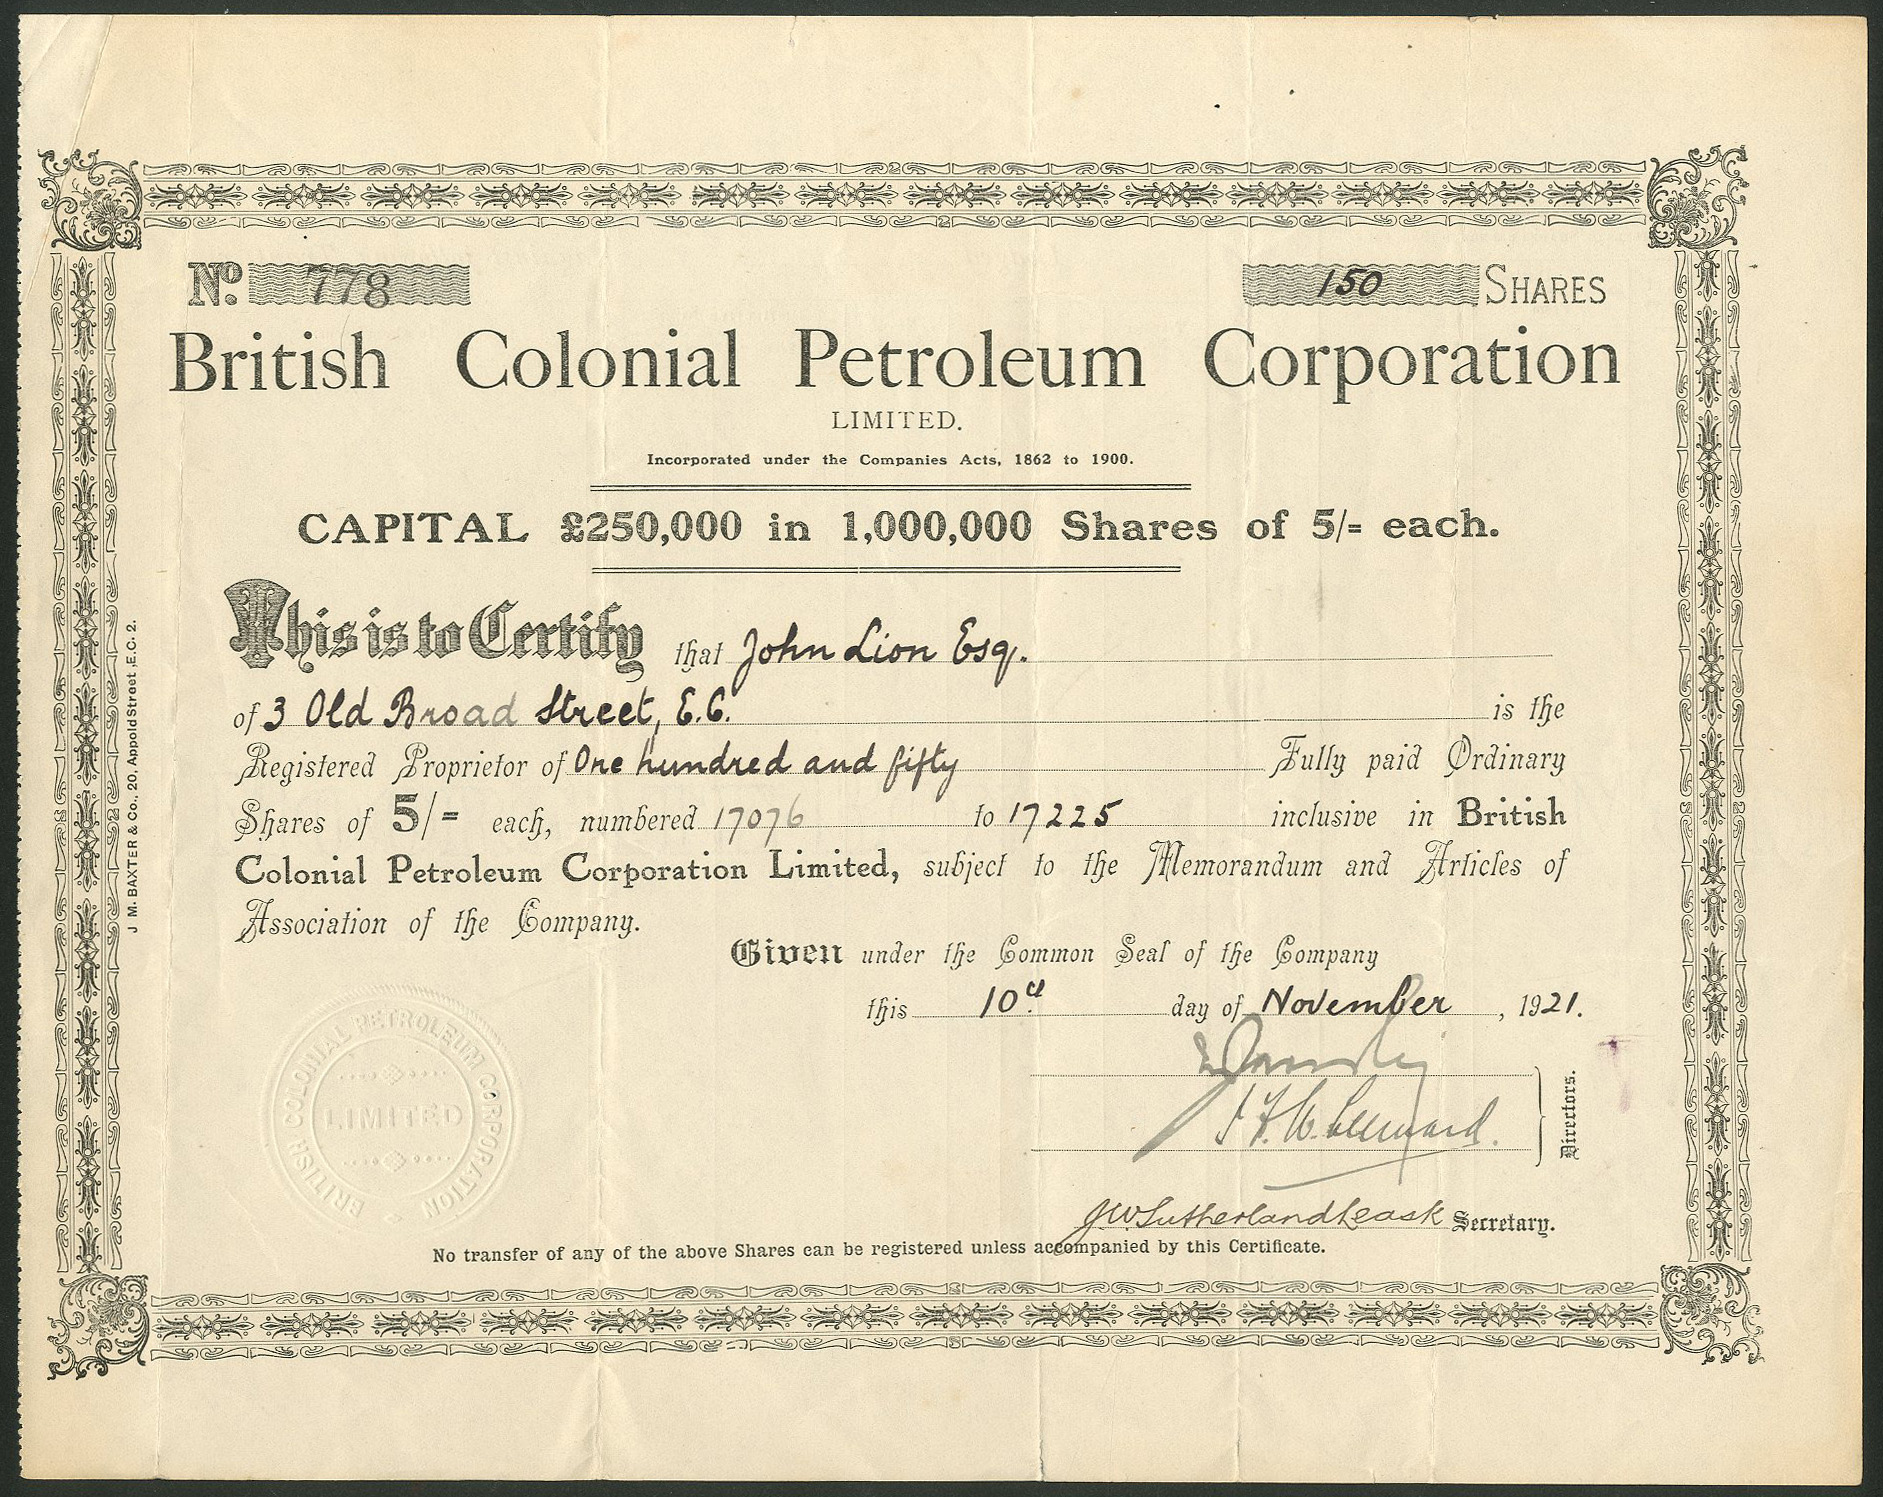 No. 778 150 SHARES
British Colonial Petroleum Corporation
LIMITED.
Incorporated under the Companies Acts, 1862 to 1900.
CAPITAL £250,000 in 1,000,000 Shares of 5/= each.
This is to Certify that John Lion Esq.
of 3 Old Broad Street, E.C. is the
Registered Proprietor of One hundred and fifty Fully paid Ordinary
Shares of 5/= each, numbered 17076 to 17225 inclusive in British
Colonial Petroleum Corporation Limited, subject to the Memorandum and Articles of
Association of the Company.
Given under the Common Seal of the Company
this 10th day of November, 1921.
Directors.
J W Sutherland Leask Secretary.
No transfer of any of the above Shares can be registered unless accompanied by this Certificate.
BRITISH COLONIAL PETROLEUM CORPORATION
LIMITED
J M. BAXTER & Co., 20, Appold Street, E.C. 2.